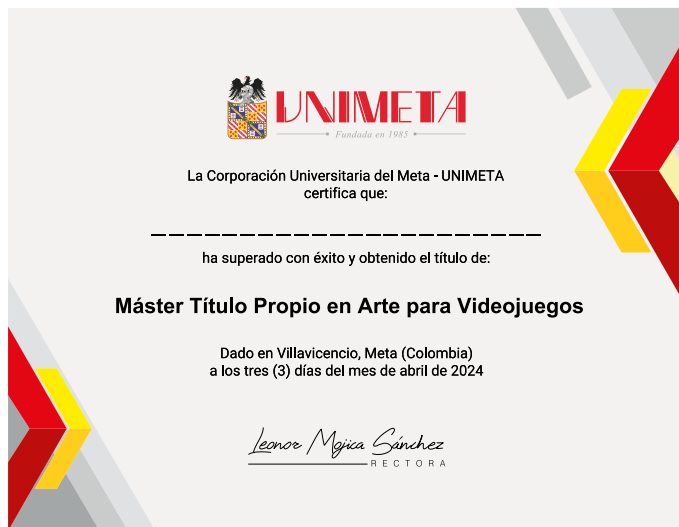 UNIMETA
Fundada en 1985
La Corporación Universitaria del Meta - UNIMETA
certifica que:
ha superado con éxito y obtenido el título de:
Máster Título Propio en Arte para Videojuegos
Dado en Villavicencio, Meta (Colombia)
a los tres (3) días del mes de abril de 2024
Leonor Mojica Sánchez
RECTORA